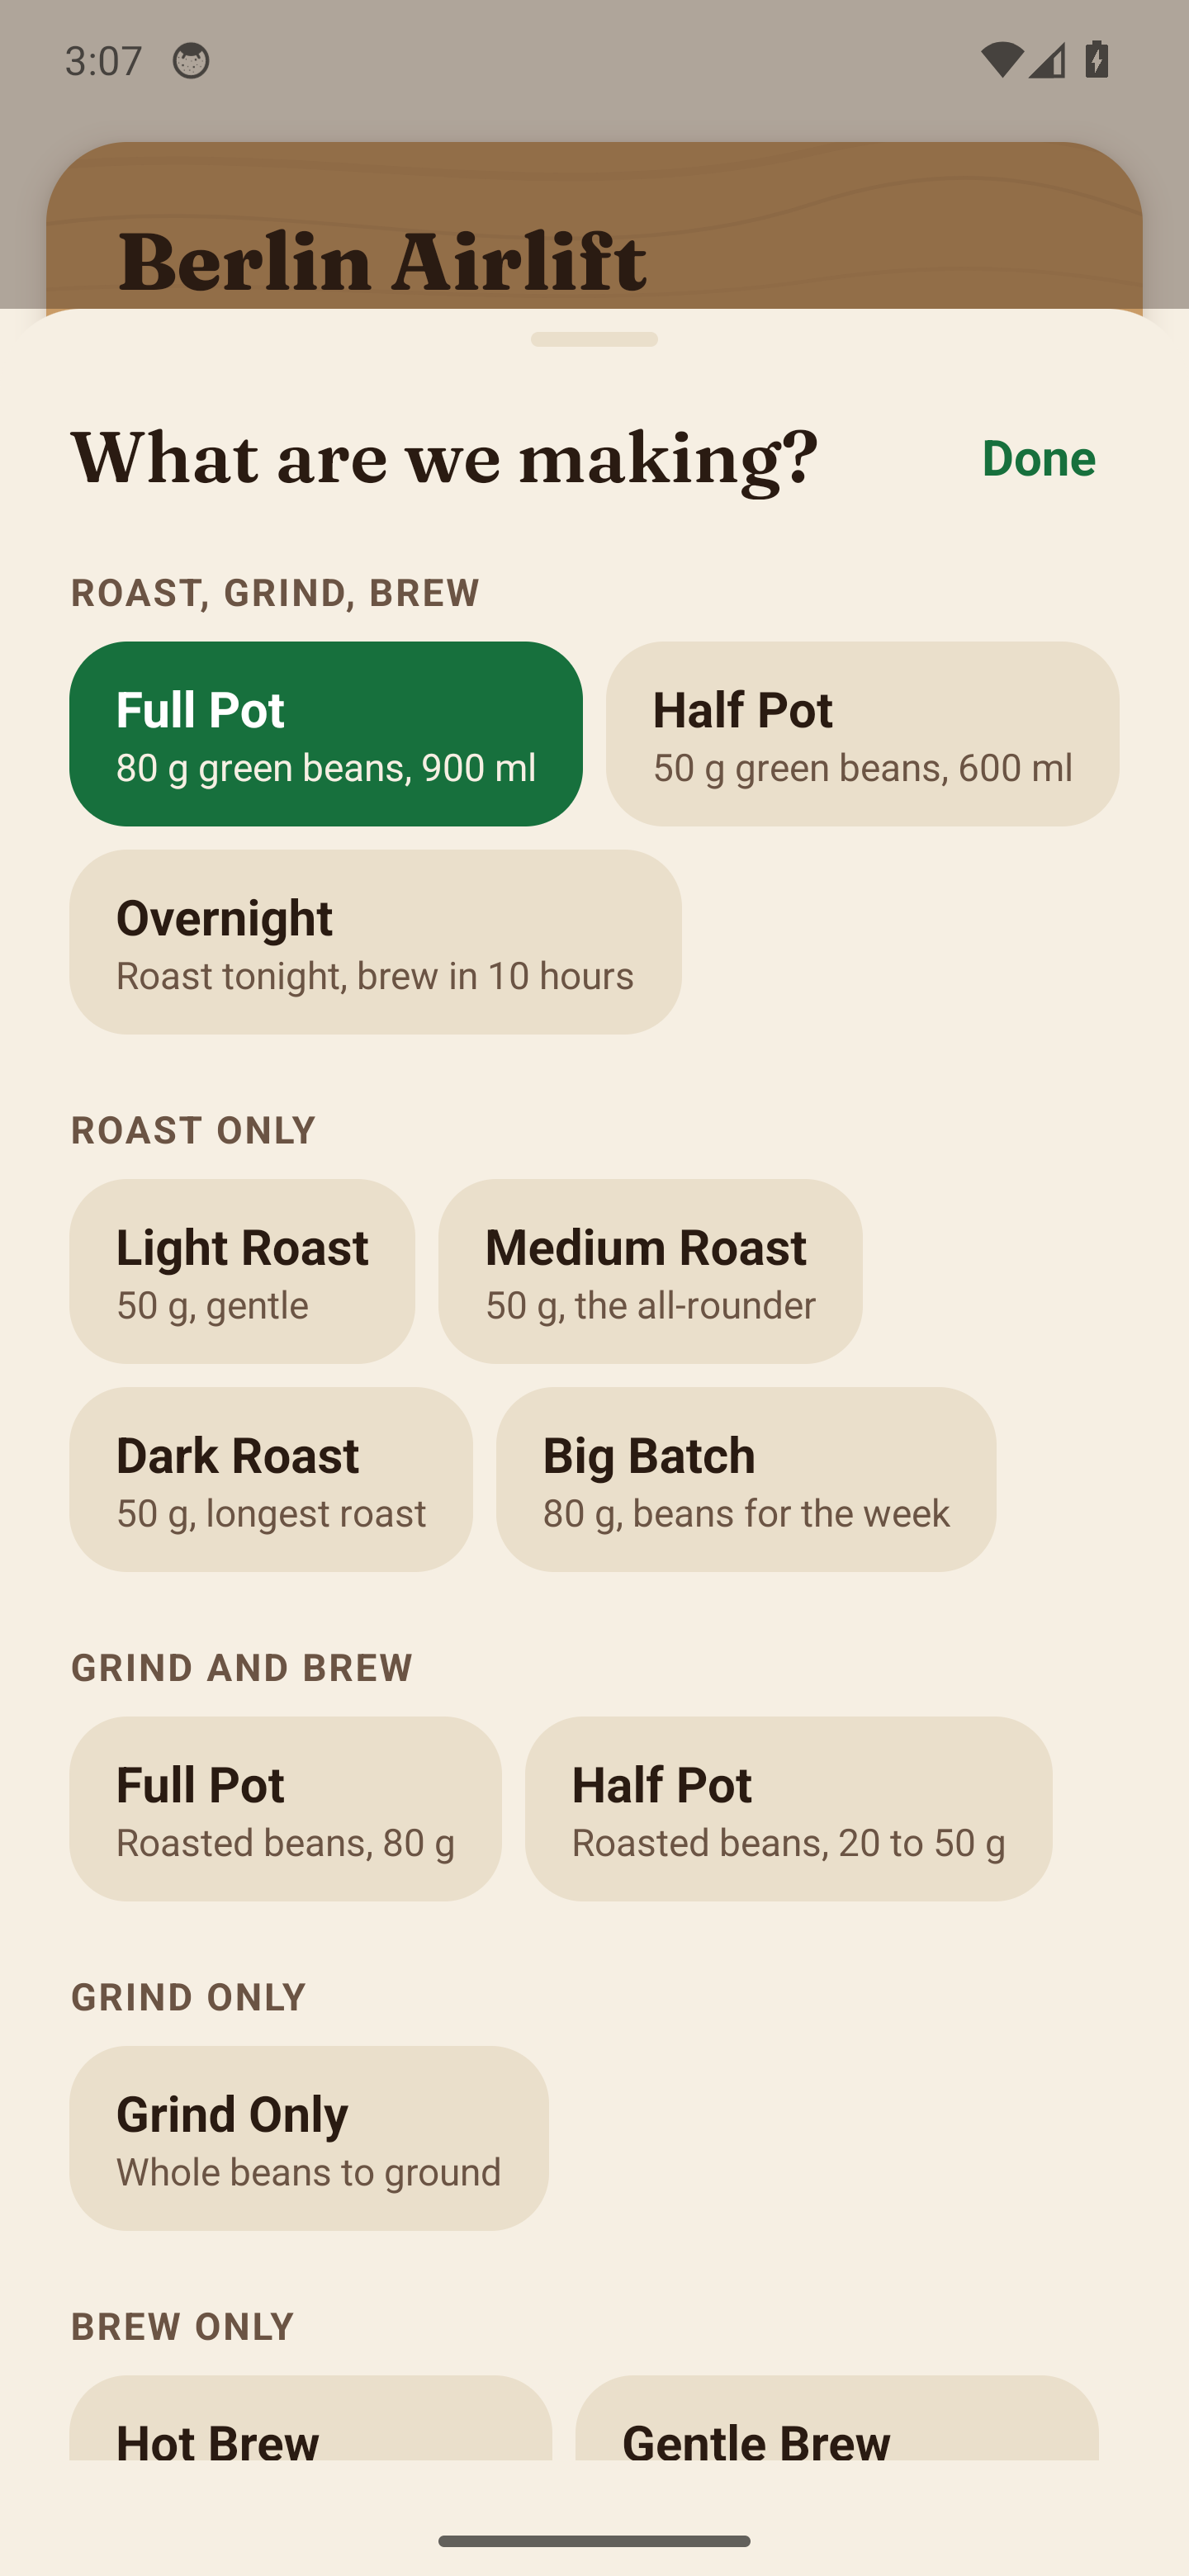 3:07
Berlin Airlift
What are we making?
Done
ROAST, GRIND, BREW
Full Pot
80 g green beans, 900 ml
Half Pot
50 g green beans, 600 ml
Overnight
Roast tonight, brew in 10 hours
ROAST ONLY
Light Roast
50 g, gentle
Medium Roast
50 g, the all-rounder
Dark Roast
50 g, longest roast
Big Batch
80 g, beans for the week
GRIND AND BREW
Full Pot
Roasted beans, 80 g
Half Pot
Roasted beans, 20 to 50 g
GRIND ONLY
Grind Only
Whole beans to ground
BREW ONLY
Hot Brew
Gentle Brew